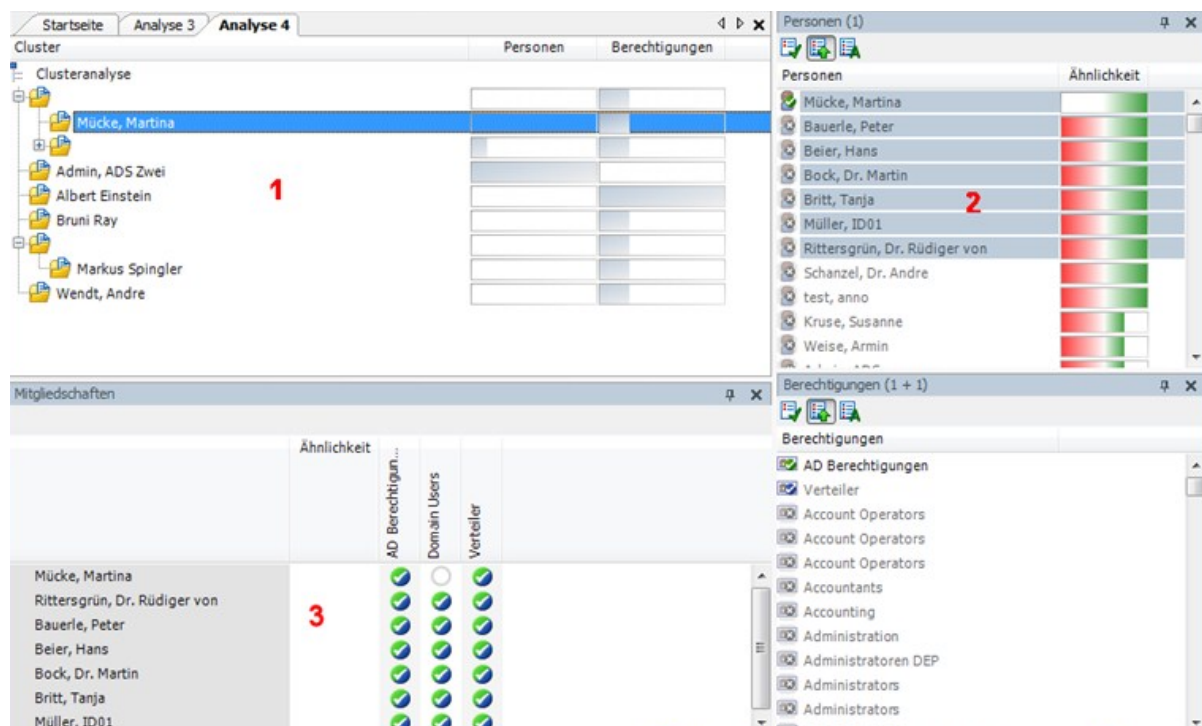 Startseite Analyse 3 Analyse 4
Cluster Personen Berechtigungen
Clusteranalyse
Mücke, Martina
Admin, ADS Zwei
Albert Einstein
Bruni Ray
Markus Spingler
Wendt, Andre
1
Personen (1)
Personen Ähnlichkeit
Mücke, Martina
Bauerle, Peter
Beier, Hans
Bock, Dr. Martin
Britt, Tanja
Müller, ID01
Rittersgrün, Dr. Rüdiger von
Schanzel, Dr. Andre
test, anno
Kruse, Susanne
Weise, Armin
2
Mitgliedschaften
Ähnlichkeit
AD Berechtigun...
Domain Users
Verteiler
Mücke, Martina
Rittersgrün, Dr. Rüdiger von
Bauerle, Peter
Beier, Hans
Bock, Dr. Martin
Britt, Tanja
Müller, ID01
3
Berechtigungen (1 + 1)
Berechtigungen
AD Berechtigungen
Verteiler
Account Operators
Account Operators
Account Operators
Accountants
Accounting
Administration
Administratoren DEP
Administrators
Administrators